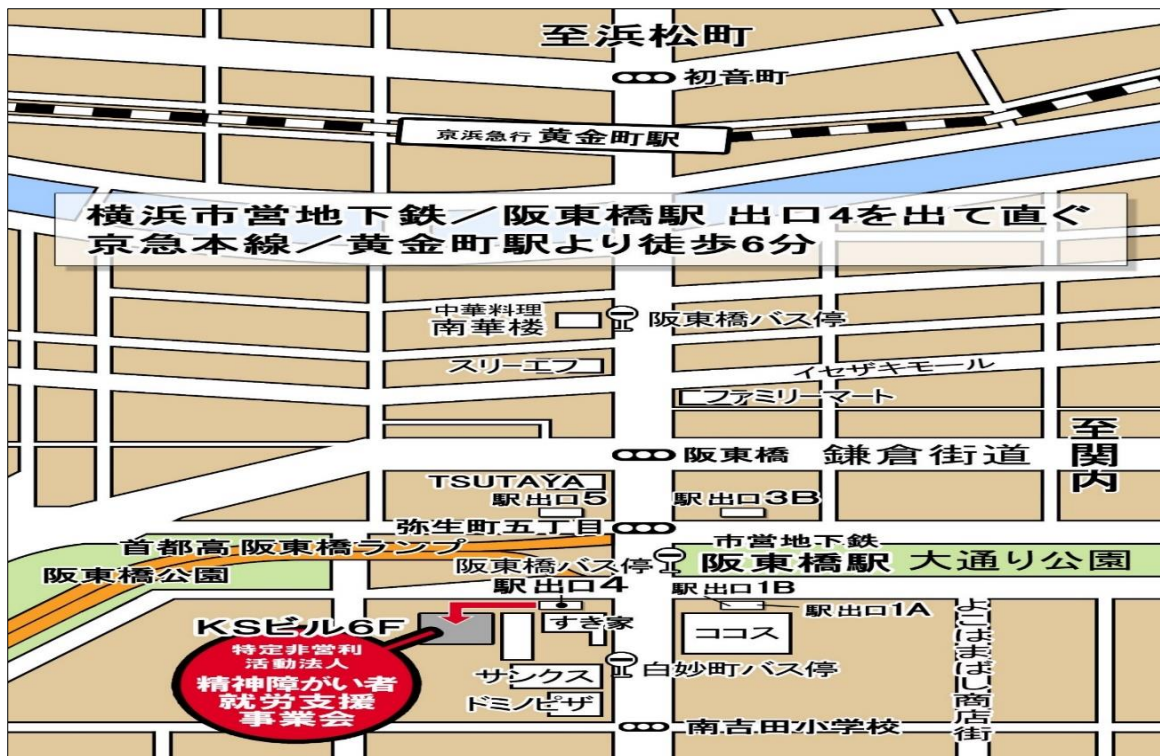 至浜松町
初音町
京浜急行 黄金町駅
横浜市営地下鉄／阪東橋駅 出口4を出て直ぐ
京急本線／黄金町駅より徒歩6分
中華料理
南華楼
阪東橋バス停
スリーエフ
イセザキモール
ファミリーマート
至関内
阪東橋
鎌倉街道
TSUTAYA
駅出口5
駅出口3B
弥生町五丁目
首都高 阪東橋ランプ
市営地下鉄
阪東橋駅
大通り公園
阪東橋公園
阪東橋バス停
駅出口4
駅出口1B
駅出口1A
すき家
ココス
よこはまばし商店街
KSビル6F
特定非営利
活動法人
精神障がい者
就労支援
事業会
サンクス
白妙町バス停
ドミノピザ
南吉田小学校